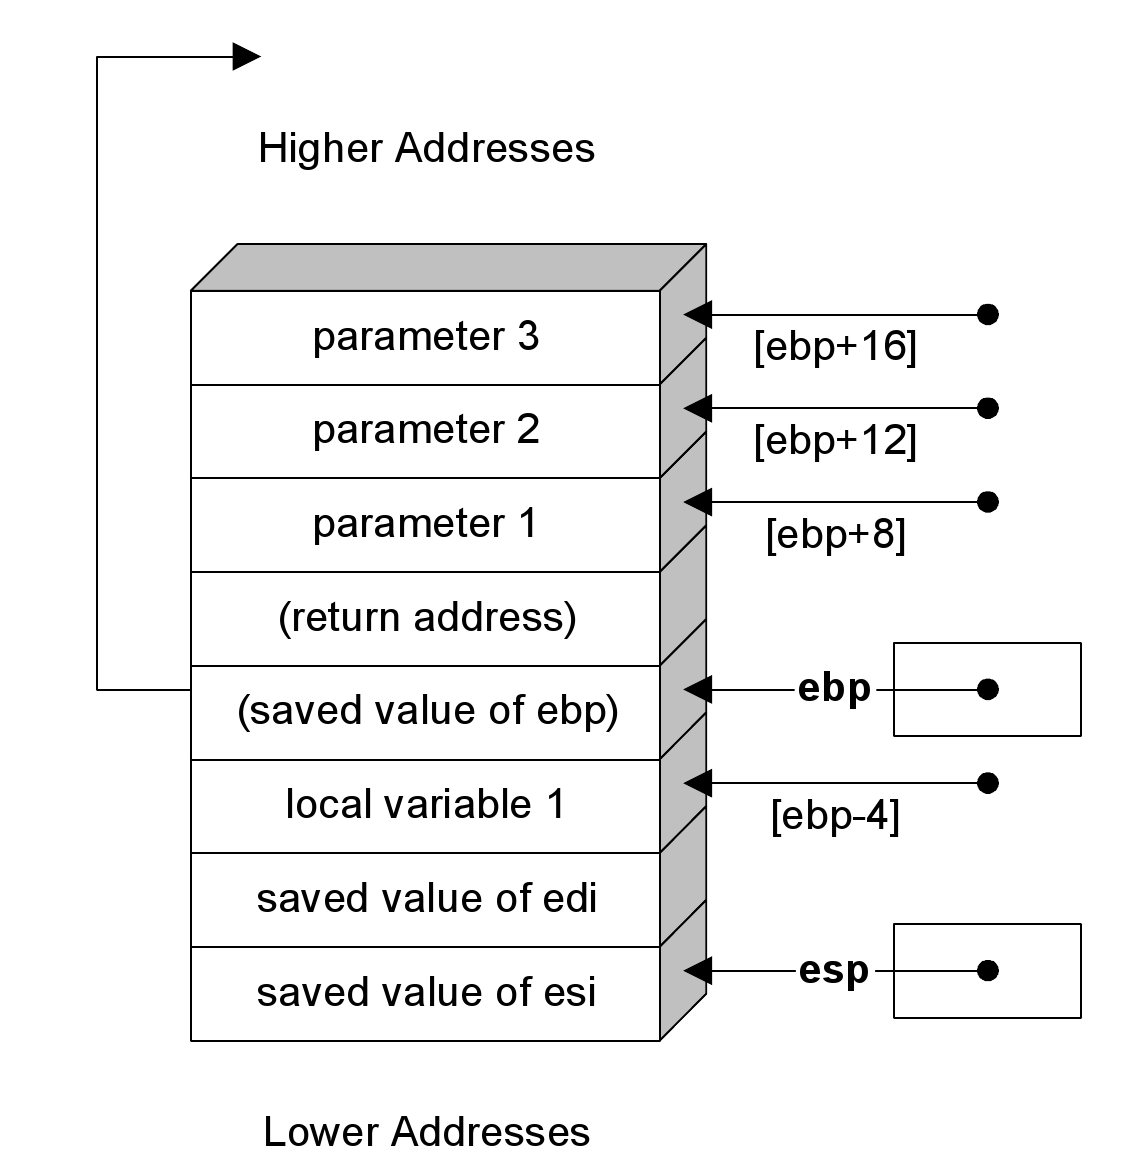 Higher Addresses
parameter 3
[ebp+16]
parameter 2
[ebp+12]
parameter 1
[ebp+8]
(return address)
(saved value of ebp)
ebp
local variable 1
[ebp-4]
saved value of edi
saved value of esi
esp
Lower Addresses